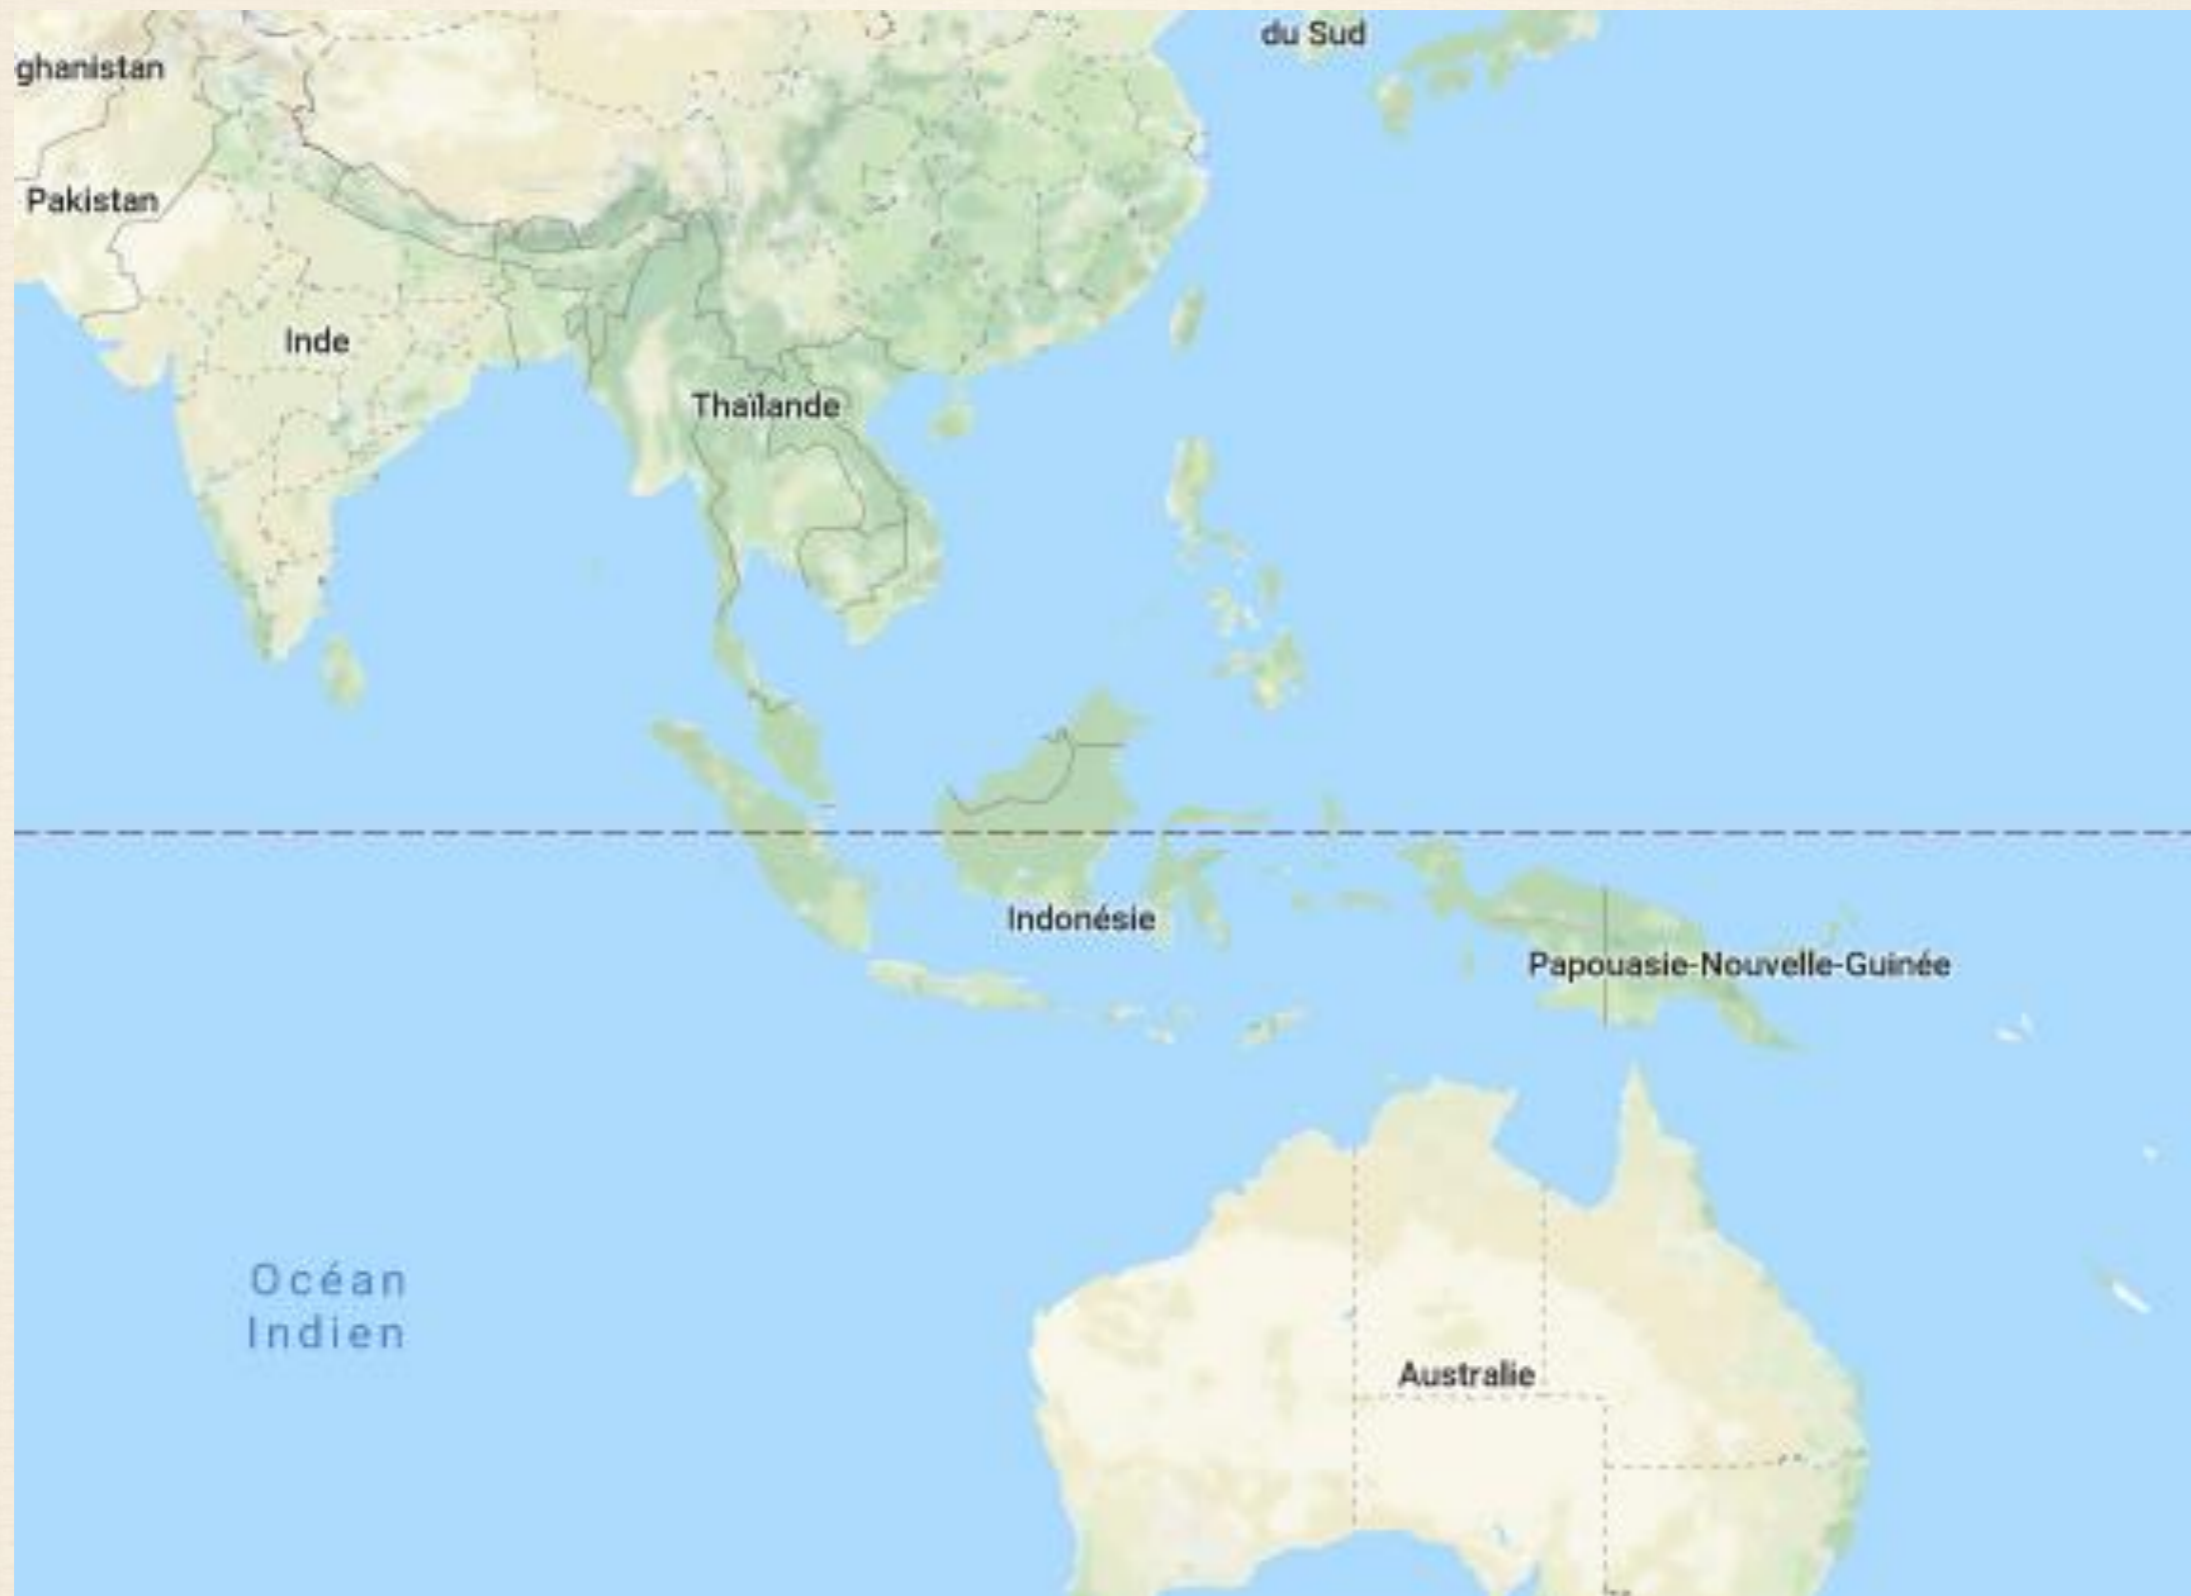 du Sud
ghanistan
Pakistan
Inde
Thaïlande
Indonésie
Papouasie-Nouvelle-Guinée
Océan
Indien
Australie